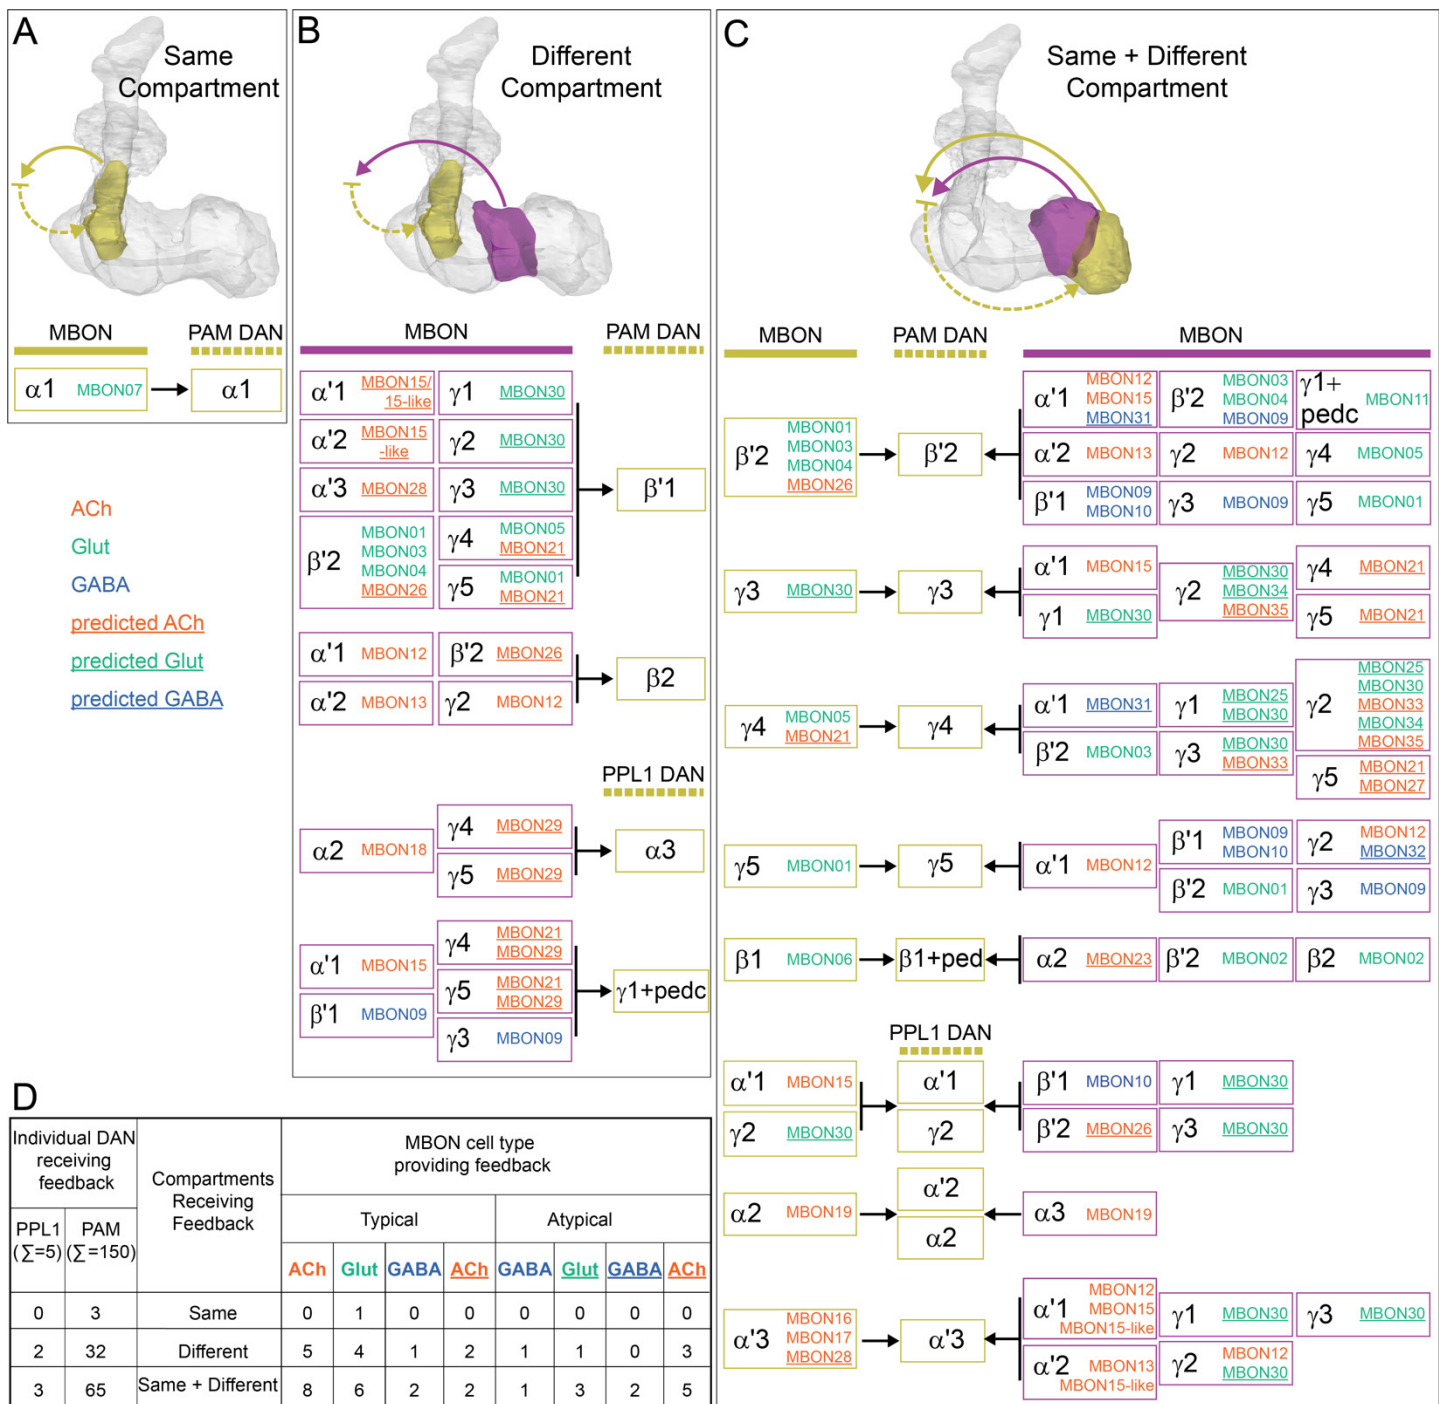 A
Same
Compartment
MBON
PAM DAN
α1 MBON07
α1
ACh
Glut
GABA
predicted ACh
predicted Glut
predicted GABA
B
Different
Compartment
MBON
PAM DAN
α'1 MBON15/
15-like
γ1 MBON30
α'2 MBON15
-like
γ2 MBON30
α'3 MBON28
γ3 MBON30
β'2 MBON01
MBON03
MBON04
MBON26
γ4 MBON05
MBON21
γ5 MBON01
MBON21
β'1
α'1 MBON12
β'2 MBON26
α'2 MBON13
γ2 MBON12
β2
PPL1 DAN
α2 MBON18
γ4 MBON29
γ5 MBON29
α3
α'1 MBON15
β'1 MBON09
γ4 MBON21
MBON29
γ5 MBON21
MBON29
γ3 MBON09
γ1+pedc
C
Same + Different
Compartment
MBON
PAM DAN
MBON
β'2 MBON01
MBON03
MBON04
MBON26
β'2
α'1 MBON12
MBON15
MBON31
β'2 MBON03
MBON04
MBON09
γ1+
pedc MBON11
α'2 MBON13
γ2 MBON12
γ4 MBON05
β'1 MBON09
MBON10
γ3 MBON09
γ5 MBON01
γ3 MBON30
γ3
α'1 MBON15
γ1 MBON30
γ2 MBON30
MBON34
MBON35
γ4 MBON21
γ5 MBON21
γ4 MBON05
MBON21
γ4
α'1 MBON31
β'2 MBON03
γ1 MBON25
MBON30
γ3 MBON30
MBON33
γ2 MBON25
MBON30
MBON33
MBON34
MBON35
γ5 MBON21
MBON27
γ5 MBON01
γ5
α'1 MBON12
β'1 MBON09
MBON10
β'2 MBON01
γ2 MBON12
MBON32
γ3 MBON09
β1 MBON06
β1+ped
α2 MBON23
β'2 MBON02
β2 MBON02
PPL1 DAN
α'1 MBON15
γ2 MBON30
α'1
γ2
β'1 MBON10
γ1 MBON30
β'2 MBON26
γ3 MBON30
α2 MBON19
α'2
α2
α3 MBON19
α'3 MBON16
MBON17
MBON28
α'3
α'1 MBON12
MBON15
MBON15-like
γ1 MBON30
γ3 MBON30
α'2 MBON13
MBON15-like
γ2 MBON12
MBON30
D
Individual DAN
receiving
feedback
Compartments
Receiving
Feedback
MBON cell type
providing feedback
PPL1
(∑=5)
PAM
(∑=150)
Typical
Atypical
ACh Glut GABA ACh GABA Glut GABA ACh
0 3 Same 0 1 0 0 0 0 0 0
2 32 Different 5 4 1 2 1 1 0 3
3 65 Same + Different 8 6 2 2 1 3 2 5